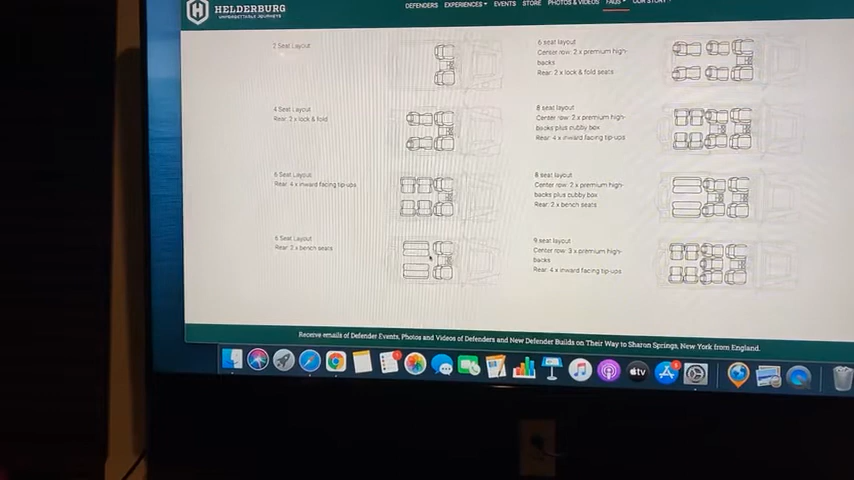 HELDERBURG
UNFORGETTABLE JOURNEYS
DEFENDERS EXPERIENCES EVENTS STORE PHOTOS & VIDEOS FAQs OUR STORY
2 Seat Layout
4 Seat Layout
Rear: 2 x lock & fold
6 Seat Layout
Rear: 4 x inward facing tip-ups
6 Seat Layout
Rear: 2 x bench seats
6 seat layout
Center row: 2 x premium high-
backs
Rear: 2 x lock & fold seats
8 seat layout
Center row: 2 x premium high-
backs plus cubby box
Rear: 4 x inward facing tip-ups
8 seat layout
Center row: 2 x premium high-
backs plus cubby box
Rear: 2 x bench seats
9 seat layout
Center row: 3 x premium high-
backs
Rear: 4 x inward facing tip-ups
Receive emails of Defender Events, Photos and Videos of Defenders and New Defender Builds on Their Way to Sharon Springs, New York from England.
tv